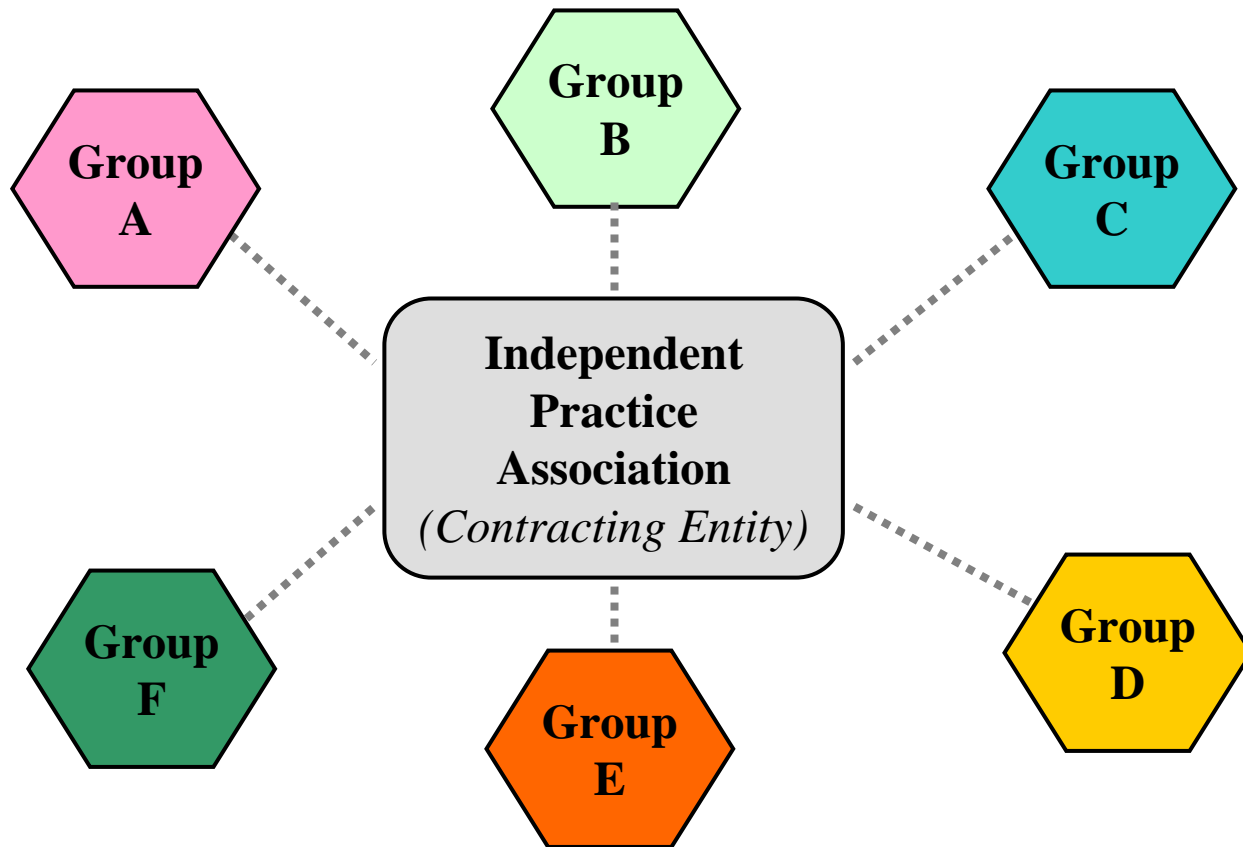 Group
B
Group
A
Group
C
Independent
Practice
Association
(Contracting Entity)
Group
F
Group
D
Group
E